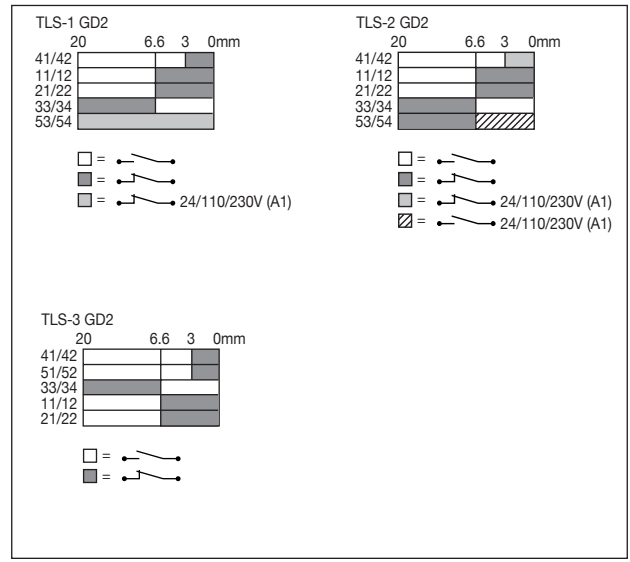 TLS-1 GD2
20 6.6 3 0mm
41/42
11/12
21/22
33/34
53/54
=
=
= 24/110/230V (A1)
TLS-2 GD2
20 6.6 3 0mm
41/42
11/12
21/22
33/34
53/54
=
=
= 24/110/230V (A1)
= 24/110/230V (A1)
TLS-3 GD2
20 6.6 3 0mm
41/42
51/52
33/34
11/12
21/22
=
=